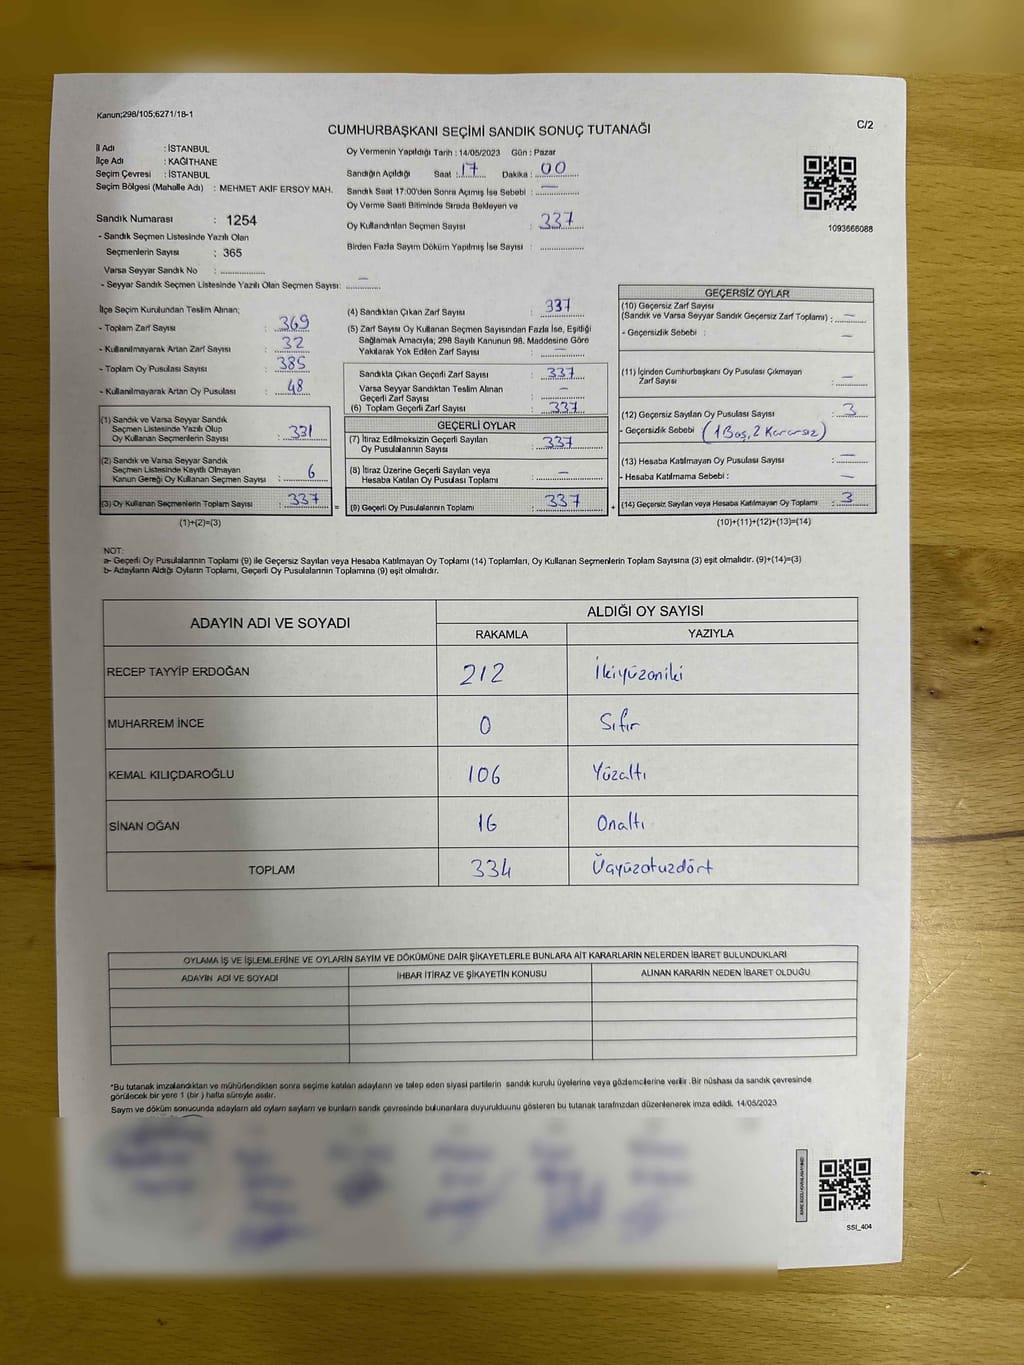 Kanun;298/105;6271/18-1
CUMHURBAŞKANI SEÇİMİ SANDIK SONUÇ TUTANAĞI
C/2
İl Adı : İSTANBUL
İlçe Adı : KAĞITHANE
Seçim Çevresi : İSTANBUL
Seçim Bölgesi (Mahalle Adı) : MEHMET AKİF ERSOY MAH.
Sandık Numarası : 1254
- Sandık Seçmen Listesinde Yazılı Olan
Seçmenlerin Sayısı : 365
Varsa Seyyar Sandık No : ..............
- Seyyar Sandık Seçmen Listesinde Yazılı Olan Seçmen Sayısı: —
Oy Vermenin Yapıldığı Tarih : 14/05/2023 Gün : Pazar
Sandığın Açıldığı Saat : 17 Dakika : 00
Sandık Saat 17:00'den Sonra Açımış İse Sebebi : —
Oy Verme Saati Bitiminde Sırada Bekleyen ve
Oy Kullandırılan Seçmen Sayısı : 337
Birden Fazla Sayım Döküm Yapılmış İse Sayısı : ..............
1093666088
İlçe Seçim Kurulundan Teslim Alınan;
- Toplam Zarf Sayısı : 369
- Kullanılmayarak Artan Zarf Sayısı : 32
- Toplam Oy Pusulası Sayısı : 385
- Kullanılmayarak Artan Oy Pusulası : 48
(1) Sandık ve Varsa Seyyar Sandık
Seçmen Listesinde Yazılı Olup
Oy Kullanan Seçmenlerin Sayısı : 331
(2) Sandık ve Varsa Seyyar Sandık
Seçmen Listesinde Kayıtlı Olmayan
Kanun Gereği Oy Kullanan Seçmen Sayısı : 6
(3) Oy Kullanan Seçmenlerin Toplam Sayısı : 337
(1)+(2)=(3)
(4) Sandıktan Çıkan Zarf Sayısı : 337
(5) Zarf Sayısı Oy Kullanan Seçmen Sayısından Fazla İse, Eşitliği
Sağlamak Amacıyla; 298 Sayılı Kanunun 98. Maddesine Göre
Yakılarak Yok Edilen Zarf Sayısı : —
Sandıkta Çıkan Geçerli Zarf Sayısı : 337
Varsa Seyyar Sandıktan Teslim Alınan
Geçerli Zarf Sayısı : —
(6) Toplam Geçerli Zarf Sayısı : 337
GEÇERLİ OYLAR
(7) İtiraz Edilmeksizin Geçerli Sayılan
Oy Pusulalarının Sayısı : 337
(8) İtiraz Üzerine Geçerli Sayılan veya
Hesaba Katılan Oy Pusulası Toplamı : —
= (9) Geçerli Oy Pusulalarının Toplamı : 337
GEÇERSİZ OYLAR
(10) Geçersiz Zarf Sayısı
(Sandık ve Varsa Seyyar Sandık Geçersiz Zarf Toplamı) : —
- Geçersizlik Sebebi : —
(11) İçinden Cumhurbaşkanı Oy Pusulası Çıkmayan
Zarf Sayısı : —
(12) Geçersiz Sayılan Oy Pusulası Sayısı : 3
- Geçersizlik Sebebi (1 Boş, 2 Kararsız)
(13) Hesaba Katılmayan Oy Pusulası Sayısı : —
- Hesaba Katılmama Sebebi : —
+ (14) Geçersiz Sayılan veya Hesaba Katılmayan Oy Toplamı : 3
(10)+(11)+(12)+(13)=(14)
NOT:
a- Geçerli Oy Pusulalarının Toplamı (9) ile Geçersiz Sayılan veya Hesaba Katılmayan Oy Toplamı (14) Toplamları, Oy Kullanan Seçmenlerin Toplam Sayısına (3) eşit olmalıdır. (9)+(14)=(3)
b- Adayların Aldığı Oyların Toplamı, Geçerli Oy Pusulalarının Toplamına (9) eşit olmalıdır.
ADAYIN ADI VE SOYADI
ALDIĞI OY SAYISI
RAKAMLA YAZIYLA
RECEP TAYYİP ERDOĞAN 212 İkiyüzoniki
MUHARREM İNCE 0 Sıfır
KEMAL KILIÇDAROĞLU 106 Yüzaltı
SİNAN OĞAN 16 Onaltı
TOPLAM 334 Üçyüzotuzdört
OYLAMA İŞ VE İŞLEMLERİNE VE OYLARIN SAYIM VE DÖKÜMÜNE DAİR ŞİKAYETLERLE BUNLARA AİT KARARLARIN NELERDEN İBARET BULUNDUKLARI
ADAYIN ADI VE SOYADI İHBAR İTİRAZ VE ŞİKAYETİN KONUSU ALINAN KARARIN NEDEN İBARET OLDUĞU
*Bu tutanak imzalandıktan ve mühürlendikten sonra seçime katılan adayların ve talep eden siyasi partilerin sandık kurulu üyelerine veya gözlemcilerine verilir .Bir nüshası da sandık çevresinde
görülecek bir yere 1 (bir ) hafta süreyle asılır.
Sayım ve döküm sonucunda adayların aldı oyların sayıları ve bunların sandık çevresinde bulunanlara duyurulduunu gösteren bu tutanak tarafımızdan düzenlenerek imza edildi. 14/05/2023
SSI_404